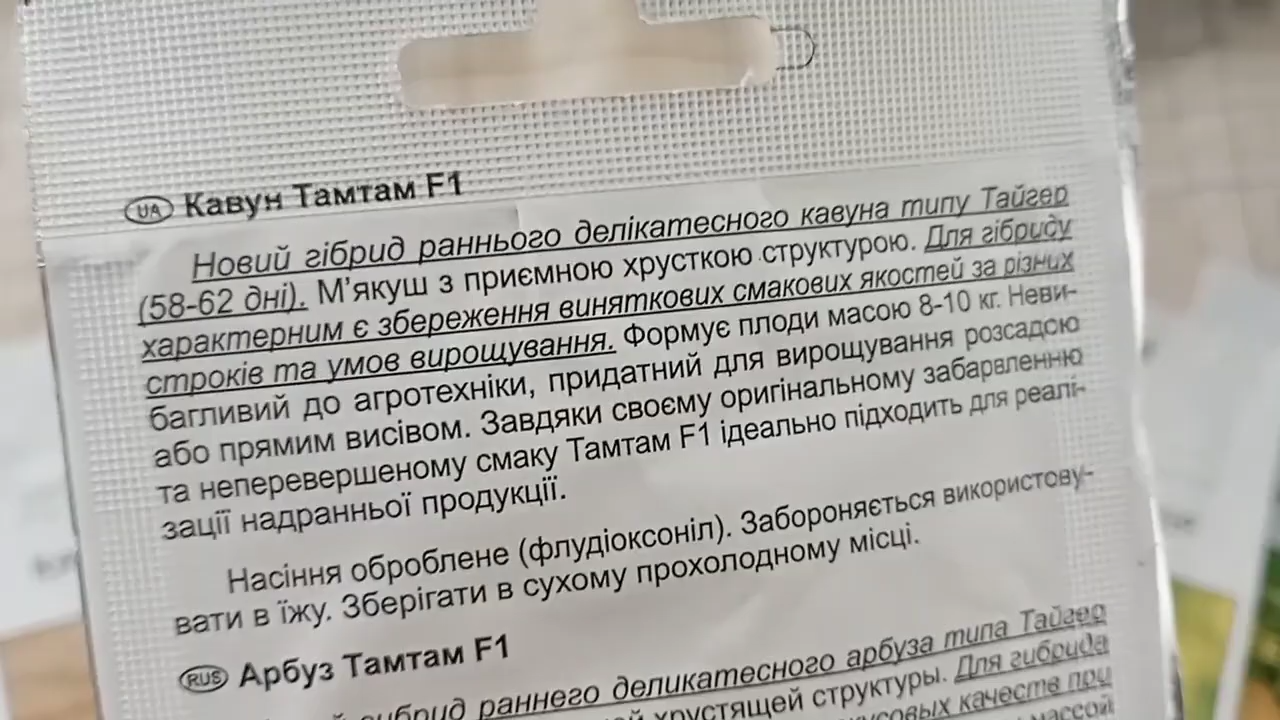 UA Кавун Тамтам F1
Новий гібрид раннього делікатесного кавуна типу Тайгер
(58-62 дні). М'якуш з приємною хрусткою структурою. Для гібриду
характерним є збереження виняткових смакових якостей за різних
строків та умов вирощування. Формує плоди масою 8-10 кг. Неви-
багливий до агротехніки, придатний для вирощування розсадою
або прямим висівом. Завдяки своєму оригінальному забарвленню
та неперевершеному смаку Тамтам F1 ідеально підходить для реалі-
зації надранньої продукції.
Насіння оброблене (флудіоксоніл). Забороняється використову-
вати в їжу. Зберігати в сухому прохолодному місці.
RUS Арбуз Тамтам F1
гибрид раннего деликатесного арбуза типа Тайгер
хрустящей структуры. Для гибрида
качеств при
массой